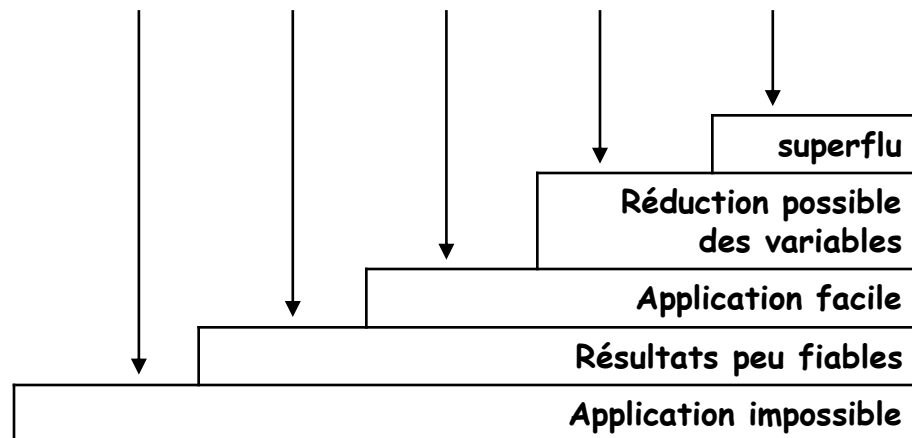 superflu
Réduction possible
des variables
Application facile
Résultats peu fiables
Application impossible